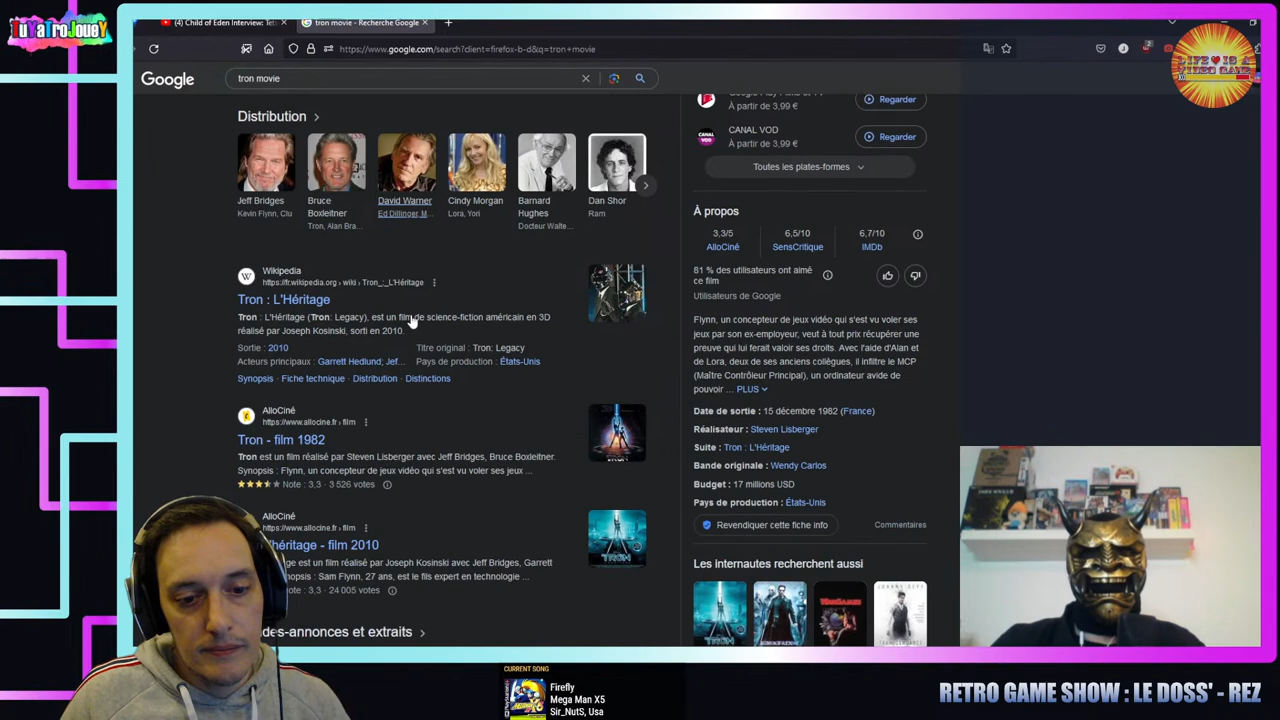 TuYaTroJoueY
(4) Child of Eden Interview: Tet
tron movie - Recherche Google
https://www.google.com/search?client=firefox-b-d&q=tron+movie
LIFE IS A VIDEO GAME
Google
tron movie
Distribution
Jeff Bridges
Kevin Flynn, Clu
Bruce
Boxleitner
Tron, Alan Bra...
David Warner
Ed Dillinger, M...
Cindy Morgan
Lora, Yori
Barnard
Hughes
Docteur Walte...
Dan Shor
Ram
Wikipedia
https://fr.wikipedia.org › wiki › Tron_:_L'Héritage
Tron : L'Héritage
Tron : L'Héritage (Tron: Legacy), est un film de science-fiction américain en 3D
réalisé par Joseph Kosinski, sorti en 2010.
Sortie : 2010
Titre original : Tron: Legacy
Acteurs principaux : Garrett Hedlund; Jef...
Pays de production : États-Unis
Synopsis · Fiche technique · Distribution · Distinctions
AlloCiné
https://www.allocine.fr › film
Tron - film 1982
Tron est un film réalisé par Steven Lisberger avec Jeff Bridges, Bruce Boxleitner.
Synopsis : Flynn, un concepteur de jeux vidéo qui s'est vu voler ses jeux ...
Note : 3,3 · 3 526 votes
AlloCiné
https://www.allocine.fr › film
héritage - film 2010
est un film réalisé par Joseph Kosinski avec Jeff Bridges, Garrett
nopsis : Sam Flynn, 27 ans, est le fils expert en technologie ...
: 3,3 · 24 005 votes
des-annonces et extraits
À partir de 3,99 €
Regarder
CANAL VOD
À partir de 3,99 €
Regarder
Toutes les plates-formes
À propos
3,3/5
AlloCiné
6,5/10
SensCritique
6,7/10
IMDb
81 % des utilisateurs ont aimé
ce film
Utilisateurs de Google
Flynn, un concepteur de jeux vidéo qui s'est vu voler ses
jeux par son ex-employeur, veut à tout prix récupérer une
preuve qui lui ferait valoir ses droits. Avec l'aide d'Alan et
de Lora, deux de ses anciens collègues, il infiltre le MCP
(Maître Contrôleur Principal), un ordinateur avide de
pouvoir ... PLUS
Date de sortie : 15 décembre 1982 (France)
Réalisateur : Steven Lisberger
Suite : Tron : L'Héritage
Bande originale : Wendy Carlos
Budget : 17 millions USD
Pays de production : États-Unis
Revendiquer cette fiche info
Commentaires
Les internautes recherchent aussi
CURRENT SONG
Firefly
Mega Man X5
Sir_NutS, Usa
RETRO GAME SHOW : LE DOSS' - REZ